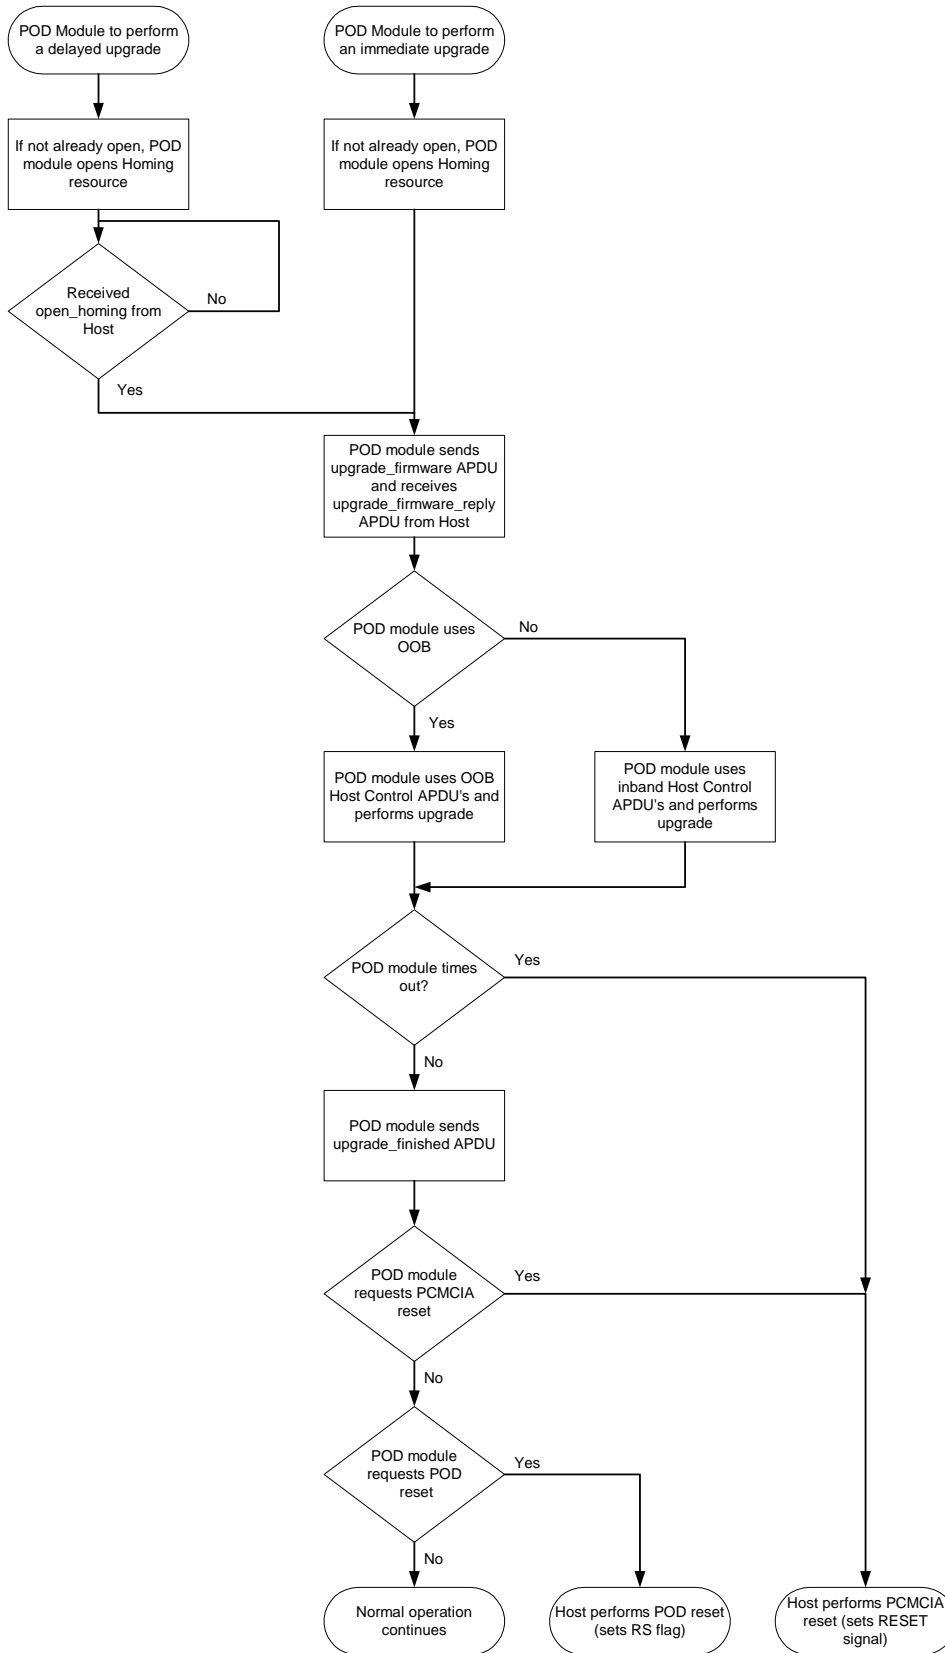 POD Module to perform
a delayed upgrade
POD Module to perform
an immediate upgrade
If not already open, POD
module opens Homing
resource
If not already open, POD
module opens Homing
resource
Received
open_homing from
Host
No
Yes
POD module sends
upgrade_firmware APDU
and receives
upgrade_firmware_reply
APDU from Host
POD module uses
OOB
No
Yes
POD module uses OOB
Host Control APDU's and
performs upgrade
POD module uses
inband Host Control
APDU's and performs
upgrade
POD module times
out?
Yes
No
POD module sends
upgrade_finished APDU
POD module
requests PCMCIA
reset
Yes
No
POD module
requests POD
reset
Yes
No
Normal operation
continues
Host performs POD reset
(sets RS flag)
Host performs PCMCIA
reset (sets RESET
signal)